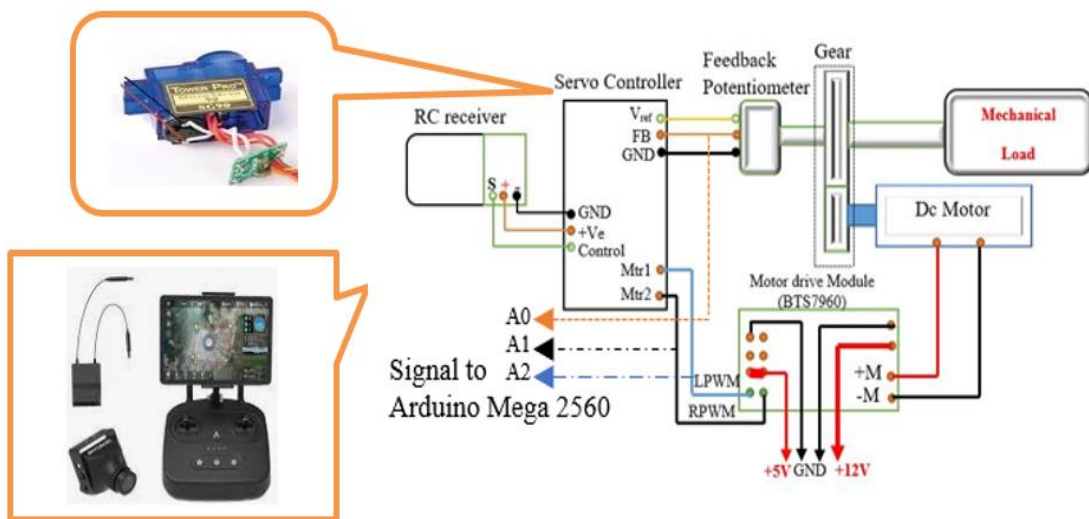 TOWER PRO
SG90
Servo Controller
RC receiver
S + -
Vref
FB
GND
GND
+Ve
Control
Mtr1
Mtr2
Feedback
Potentiometer
Gear
Mechanical
Load
Dc Motor
Motor drive Module
(BTS7960)
LPWM
RPWM
+M
-M
+5V GND +12V
A0
A1
Signal to A2
Arduino Mega 2560